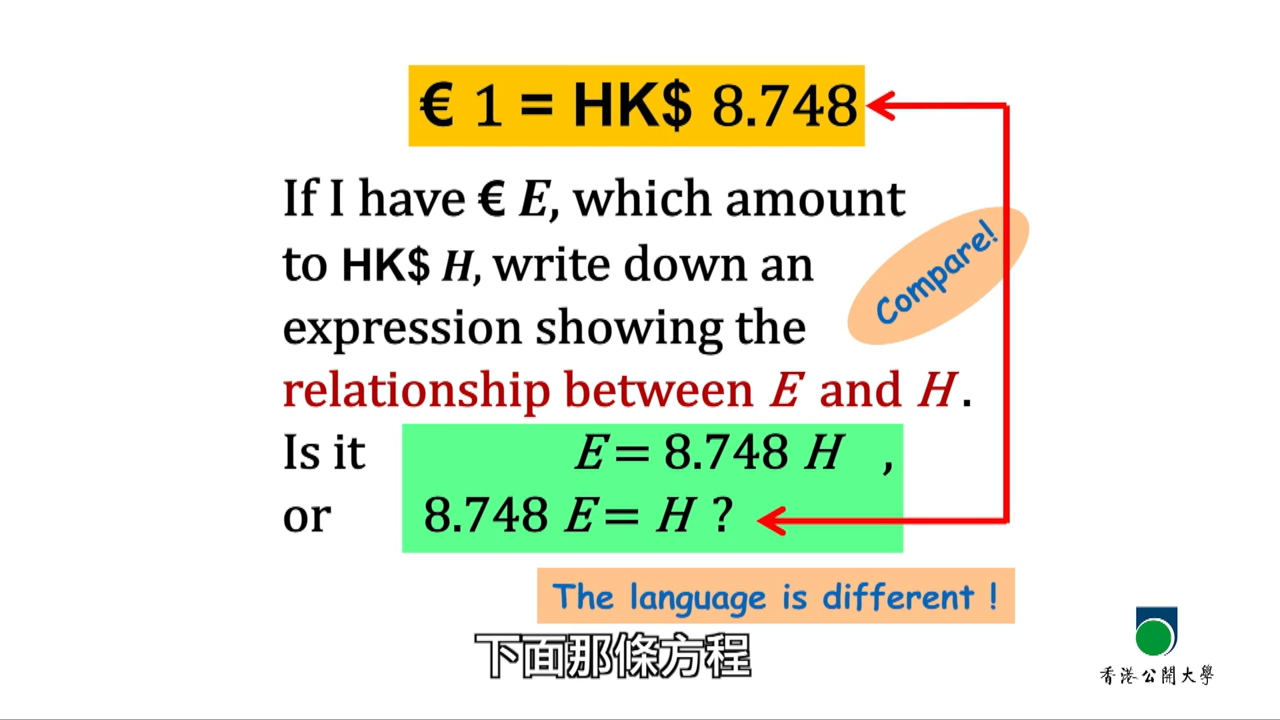 € 1 = HK$ 8.748
If I have € E, which amount
to HK$ H, write down an
expression showing the
relationship between E and H.
Compare!
Is it E = 8.748 H ,
or 8.748 E = H ?
The language is different !
下面那條方程
香港公開大學